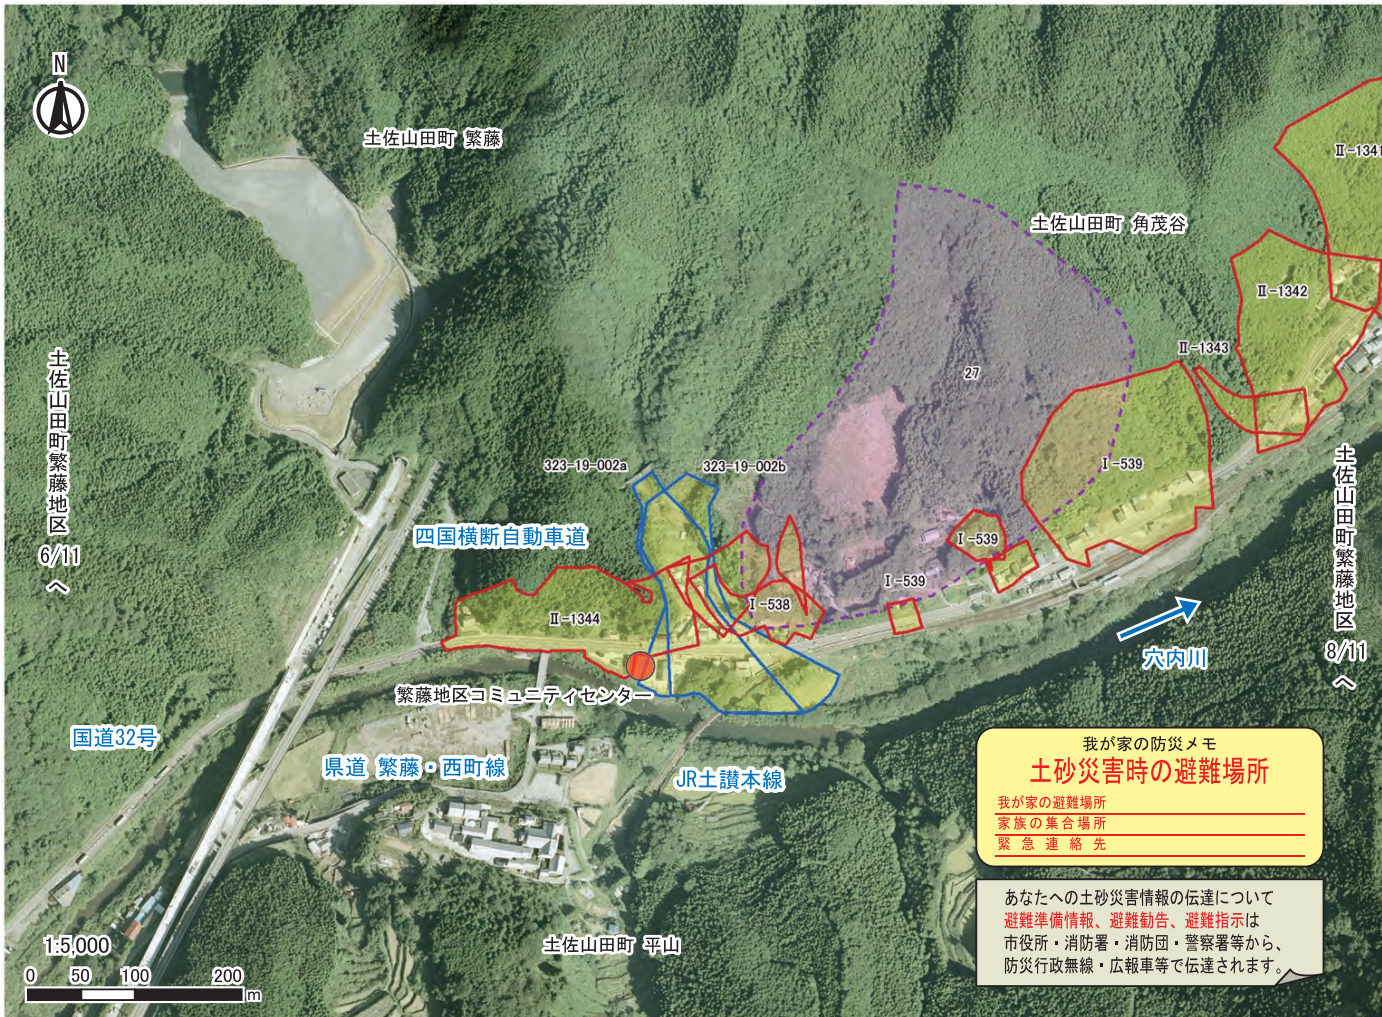 N
土佐山田町 繁藤
土佐山田町 角茂谷
Ⅱ-1341
Ⅱ-1342
Ⅱ-1343
27
土佐山田町繁藤地区
6/11
へ
323-19-002a
323-19-002b
Ⅰ-539
四国横断自動車道
Ⅰ-539
Ⅰ-539
Ⅰ-538
Ⅱ-1344
土佐山田町繁藤地区
8/11
へ
穴内川
繁藤地区コミュニティセンター
国道32号
県道 繁藤・西町線
JR土讃本線
我が家の防災メモ
土砂災害時の避難場所
我が家の避難場所
家族の集合場所
緊急連絡先
あなたへの土砂災害情報の伝達について
避難準備情報、避難勧告、避難指示は
市役所・消防署・消防団・警察署等から、
防災行政無線・広報車等で伝達されます。
土佐山田町 平山
1:5,000
0 50 100 200
m